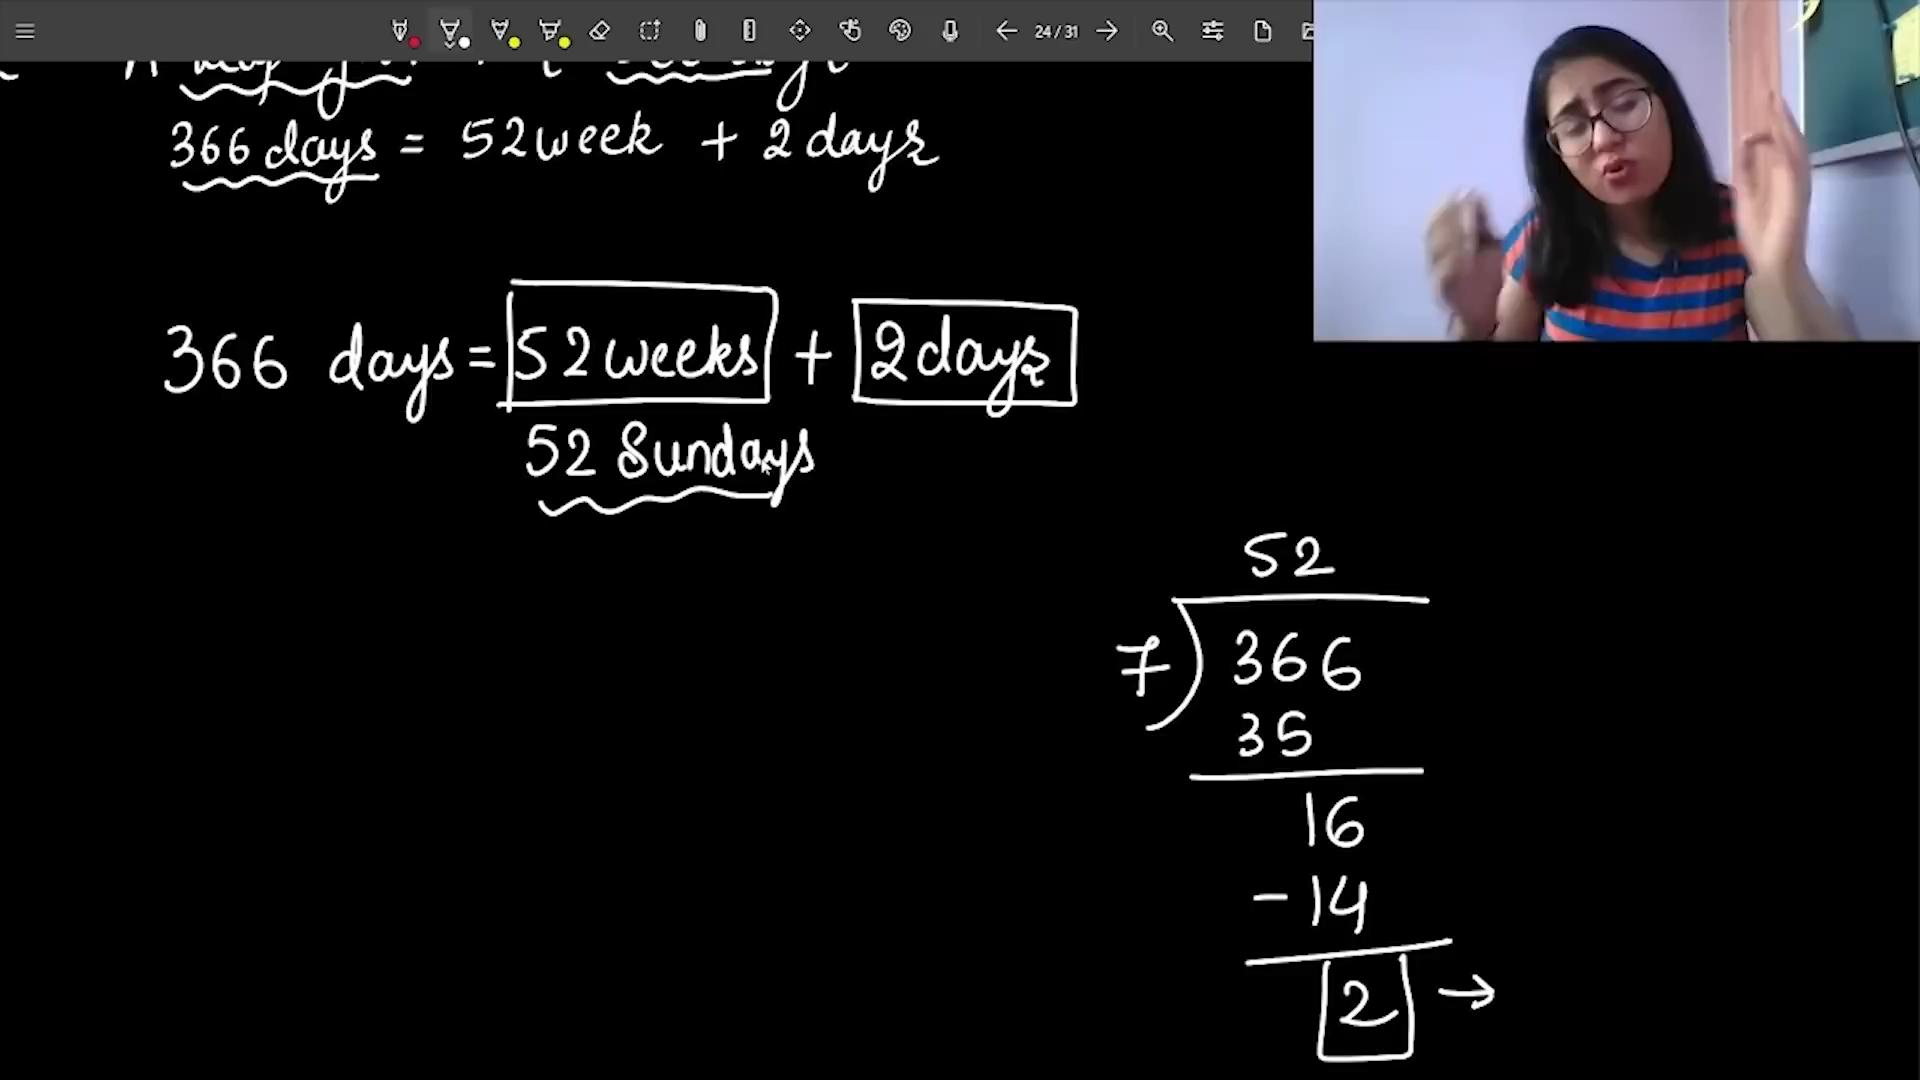 24/31
366 days = 52 week + 2 days
366 days = 52 weeks + 2 days
52 Sundays
52
7) 366
35
16
- 14
2 →